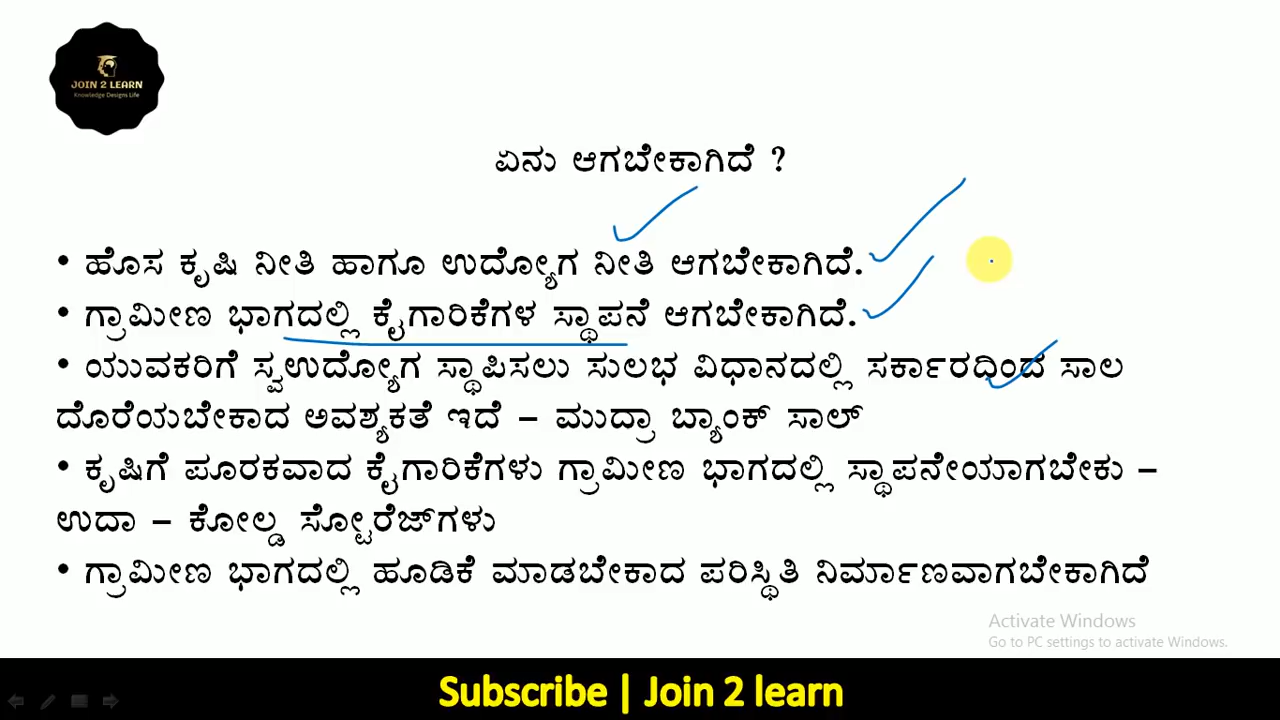 JOIN 2 LEARN
Knowledge Designs Life
ಏನು ಆಗಬೇಕಾಗಿದೆ ?
• ಹೊಸ ಕೃಷಿ ನೀತಿ ಹಾಗೂ ಉದ್ಯೋಗ ನೀತಿ ಆಗಬೇಕಾಗಿದೆ.
• ಗ್ರಾಮೀಣ ಭಾಗದಲ್ಲಿ ಕೈಗಾರಿಕೆಗಳ ಸ್ಥಾಪನೆ ಆಗಬೇಕಾಗಿದೆ.
• ಯುವಕರಿಗೆ ಸ್ವಉದ್ಯೋಗ ಸ್ಥಾಪಿಸಲು ಸುಲಭ ವಿಧಾನದಲ್ಲಿ ಸರ್ಕಾರದಿಂದ ಸಾಲ
ದೊರೆಯಬೇಕಾದ ಅವಶ್ಯಕತೆ ಇದೆ – ಮುದ್ರಾ ಬ್ಯಾಂಕ್ ಸಾಲ್
• ಕೃಷಿಗೆ ಪೂರಕವಾದ ಕೈಗಾರಿಕೆಗಳು ಗ್ರಾಮೀಣ ಭಾಗದಲ್ಲಿ ಸ್ಥಾಪನೇಯಾಗಬೇಕು –
ಉದಾ – ಕೋಲ್ಡ ಸೋಟರೆಜ್‌ಗಳು
• ಗ್ರಾಮೀಣ ಭಾಗದಲ್ಲಿ ಹೂಡಿಕೆ ಮಾಡಬೇಕಾದ ಪರಿಸ್ಥಿತಿ ನಿರ್ಮಾಣವಾಗಬೇಕಾಗಿದೆ
Activate Windows
Go to PC settings to activate Windows.
Subscribe | Join 2 learn